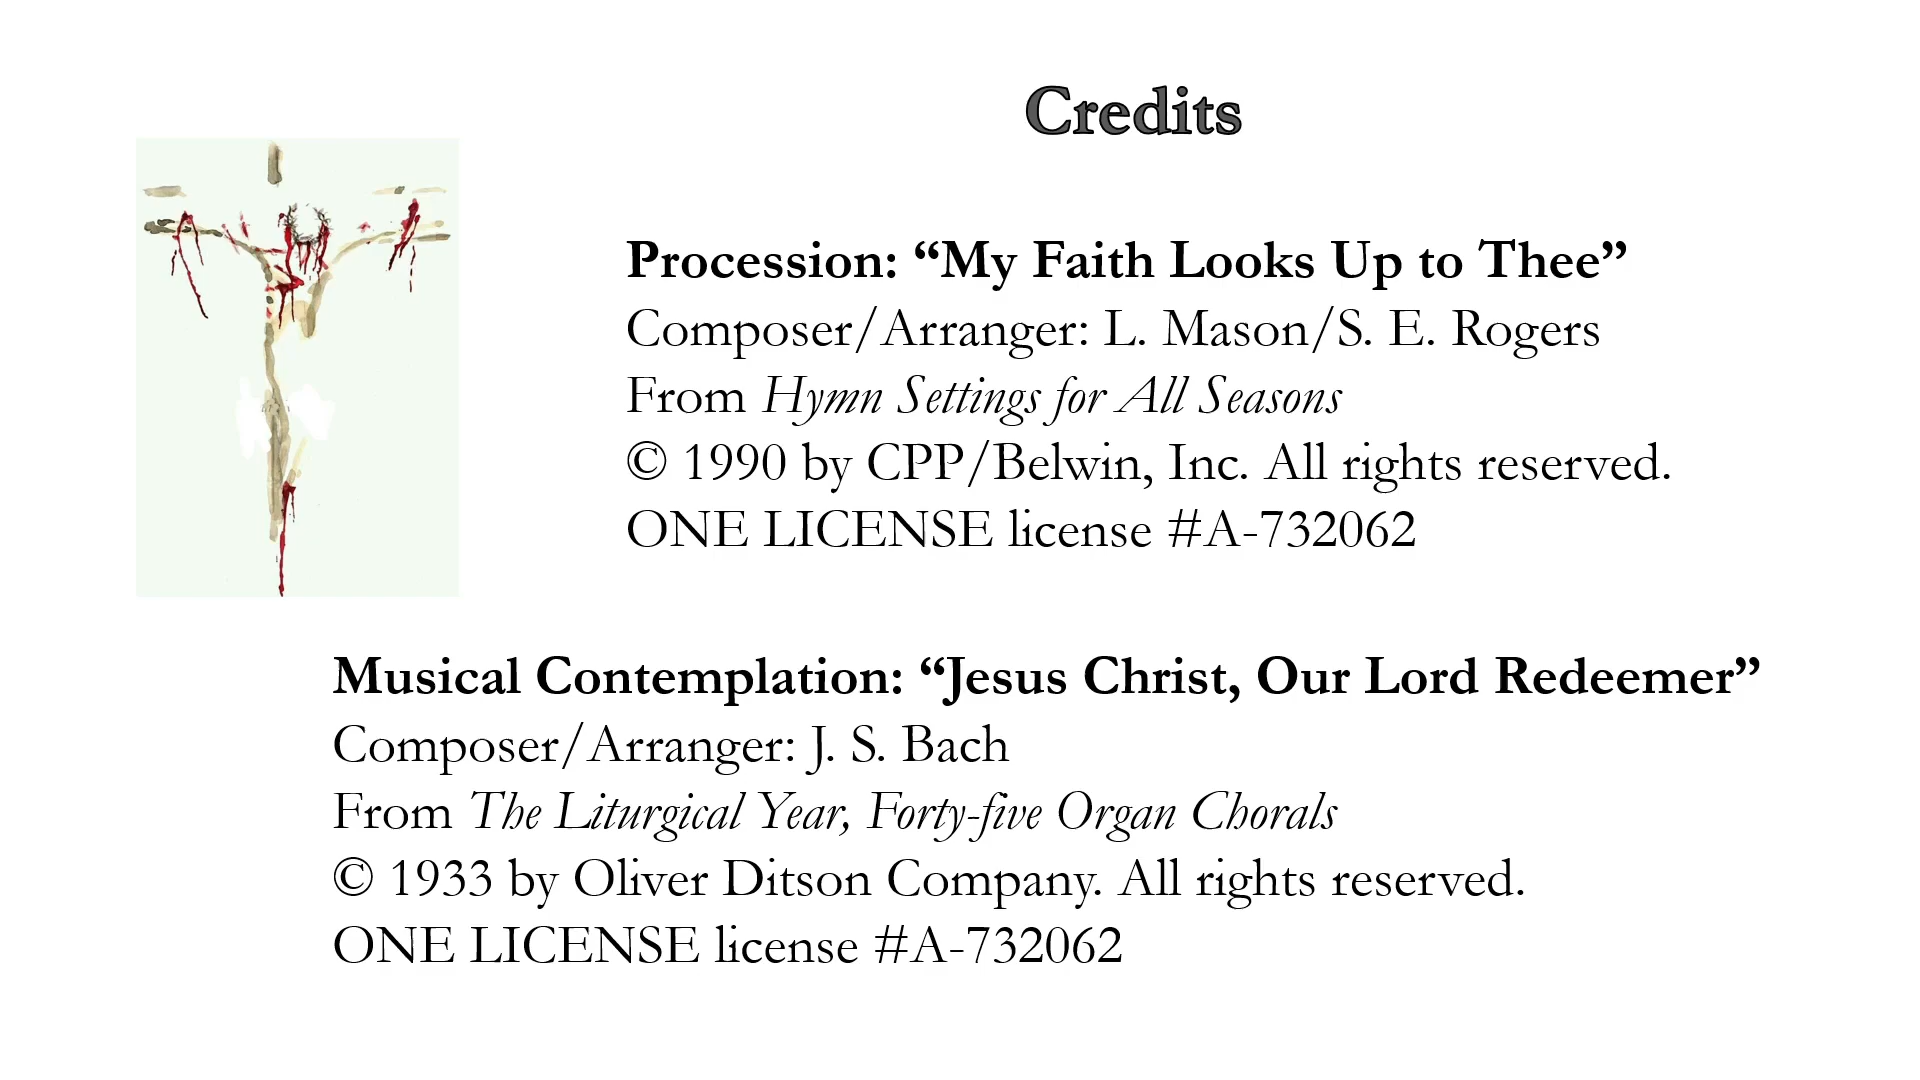 Credits
Procession: “My Faith Looks Up to Thee”
Composer/Arranger: L. Mason/S. E. Rogers
From Hymn Settings for All Seasons
© 1990 by CPP/Belwin, Inc. All rights reserved.
ONE LICENSE license #A-732062
Musical Contemplation: “Jesus Christ, Our Lord Redeemer”
Composer/Arranger: J. S. Bach
From The Liturgical Year, Forty-five Organ Chorals
© 1933 by Oliver Ditson Company. All rights reserved.
ONE LICENSE license #A-732062